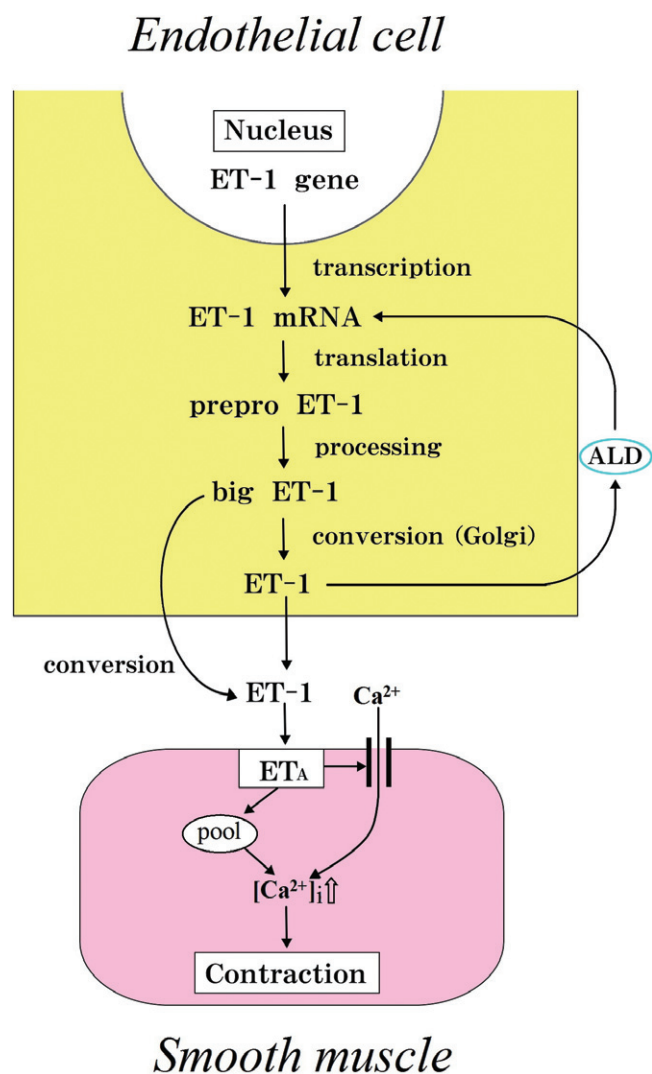 Endothelial cell
Nucleus
ET-1 gene
transcription
ET-1 mRNA
translation
prepro ET-1
processing
ALD
big ET-1
conversion (Golgi)
ET-1
conversion
ET-1
Ca²⁺
ETA
pool
[Ca²⁺]i⇧
Contraction
Smooth muscle